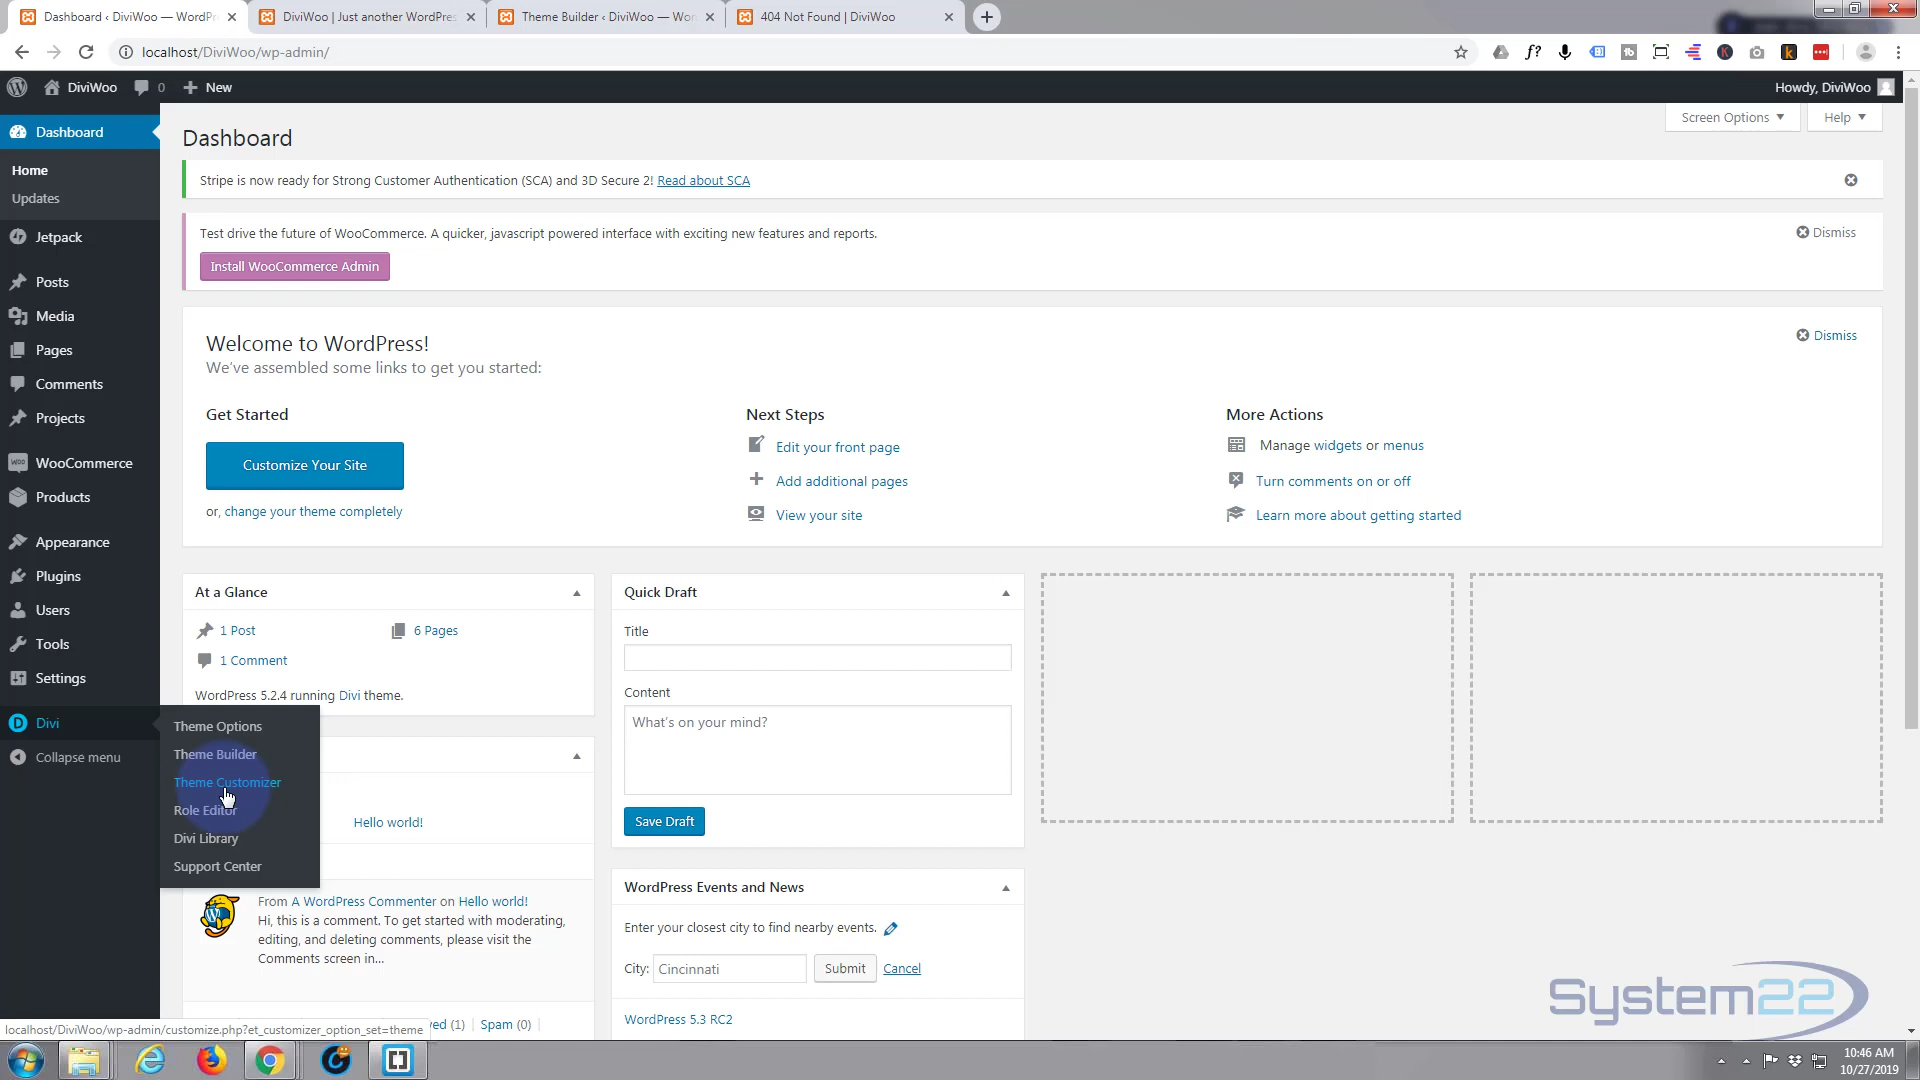 Dashboard ‹ DiviWoo — WordPr
DiviWoo | Just another WordPres
Theme Builder ‹ DiviWoo — Wor
404 Not Found | DiviWoo
localhost/DiviWoo/wp-admin/
DiviWoo
0
New
Howdy, DiviWoo
Dashboard
Home
Updates
Jetpack
Posts
Media
Pages
Comments
Projects
WooCommerce
Products
Appearance
Plugins
Users
Tools
Settings
Divi
Collapse menu
Theme Options
Theme Builder
Theme Customizer
Role Editor
Divi Library
Support Center
Dashboard
Screen Options
Help
Stripe is now ready for Strong Customer Authentication (SCA) and 3D Secure 2! Read about SCA
Test drive the future of WooCommerce. A quicker, javascript powered interface with exciting new features and reports.
Dismiss
Install WooCommerce Admin
Welcome to WordPress!
Dismiss
We've assembled some links to get you started:
Get Started
Customize Your Site
or, change your theme completely
Next Steps
Edit your front page
Add additional pages
View your site
More Actions
Manage widgets or menus
Turn comments on or off
Learn more about getting started
At a Glance
1 Post
6 Pages
1 Comment
WordPress 5.2.4 running Divi theme.
Hello world!
From A WordPress Commenter on Hello world!
Hi, this is a comment. To get started with moderating,
editing, and deleting comments, please visit the
Comments screen in...
ved (1) | Spam (0) |
Quick Draft
Title
Content
What's on your mind?
Save Draft
WordPress Events and News
Enter your closest city to find nearby events.
City: Cincinnati Submit Cancel
WordPress 5.3 RC2
System22
localhost/DiviWoo/wp-admin/customize.php?et_customizer_option_set=theme
10:46 AM
10/27/2019